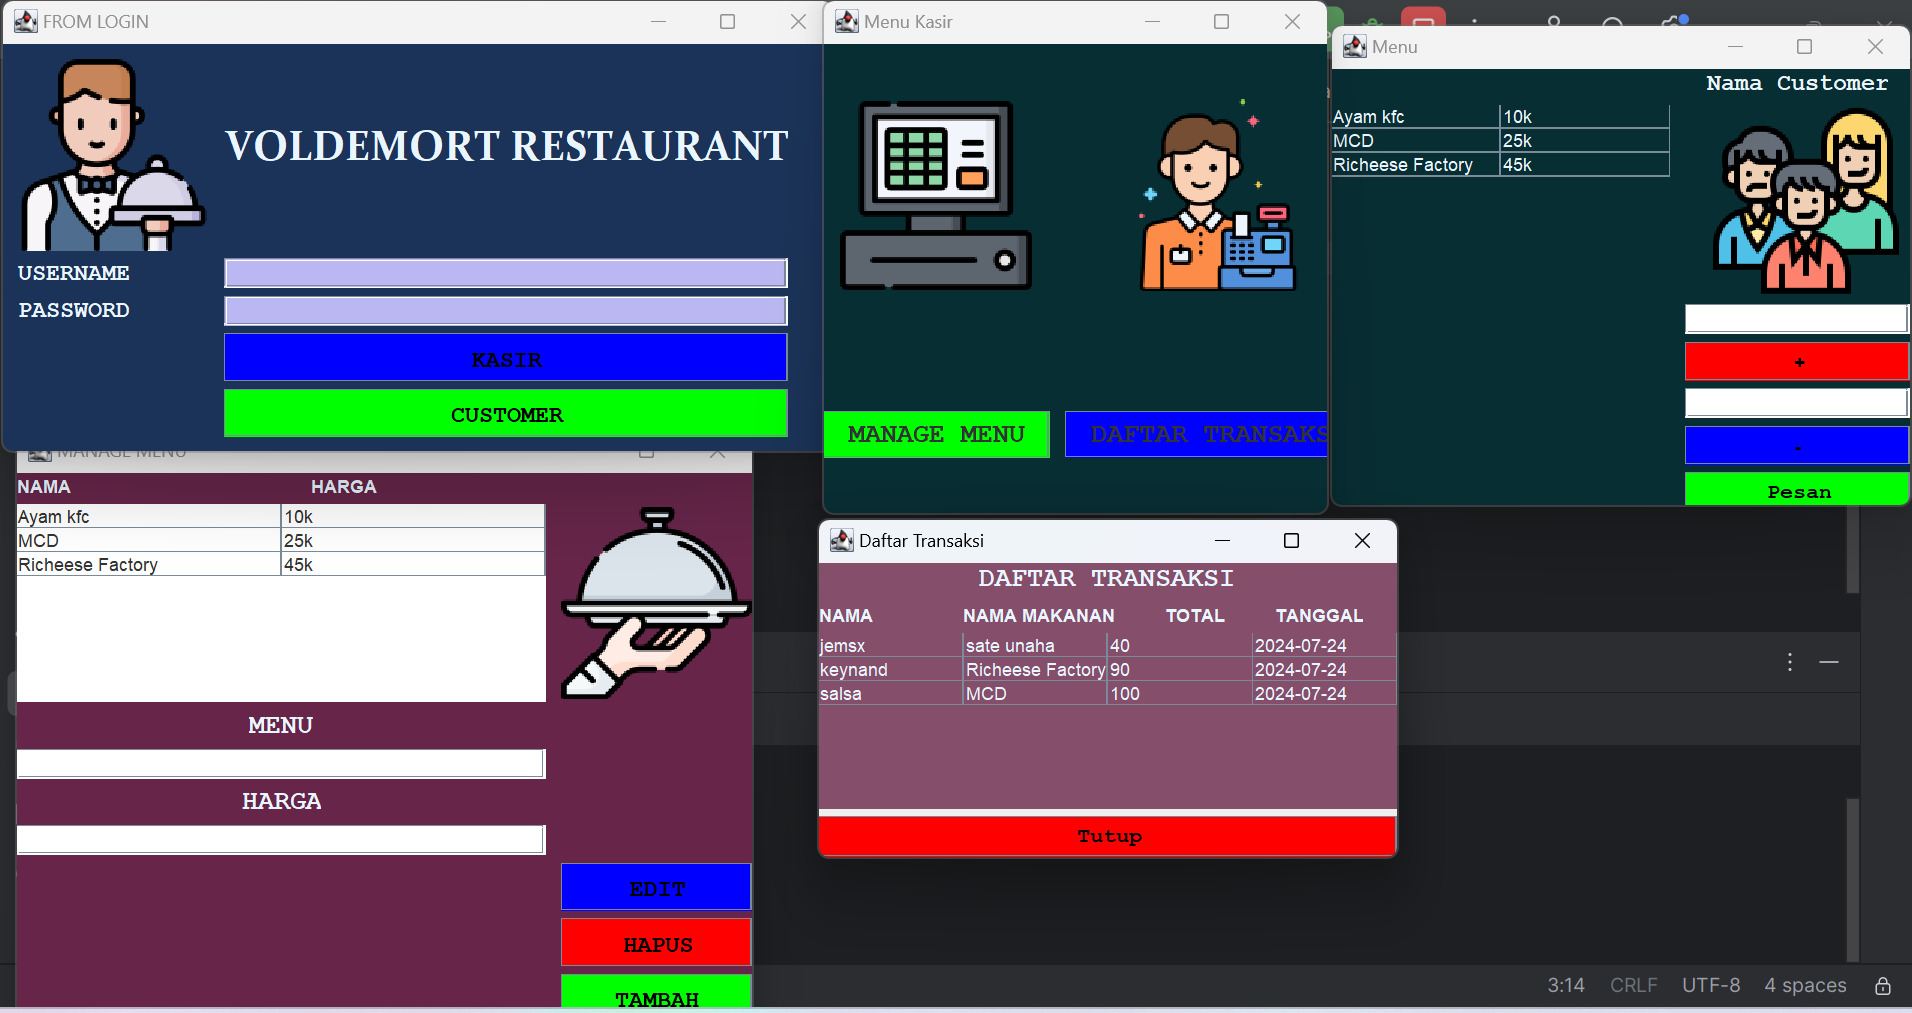 FROM LOGIN
VOLDEMORT RESTAURANT
USERNAME
PASSWORD
KASIR
CUSTOMER
Menu Kasir
MANAGE MENU
DAFTAR TRANSAKS
Menu
Nama Customer
Ayam kfc 10k
MCD 25k
Richeese Factory 45k
+
-
Pesan
MANAGE MENU
NAMA HARGA
Ayam kfc 10k
MCD 25k
Richeese Factory 45k
MENU
HARGA
EDIT
HAPUS
TAMBAH
Daftar Transaksi
DAFTAR TRANSAKSI
NAMA NAMA MAKANAN TOTAL TANGGAL
jemsx sate unaha 40 2024-07-24
keynand Richeese Factory 90 2024-07-24
salsa MCD 100 2024-07-24
Tutup
3:14 CRLF UTF-8 4 spaces